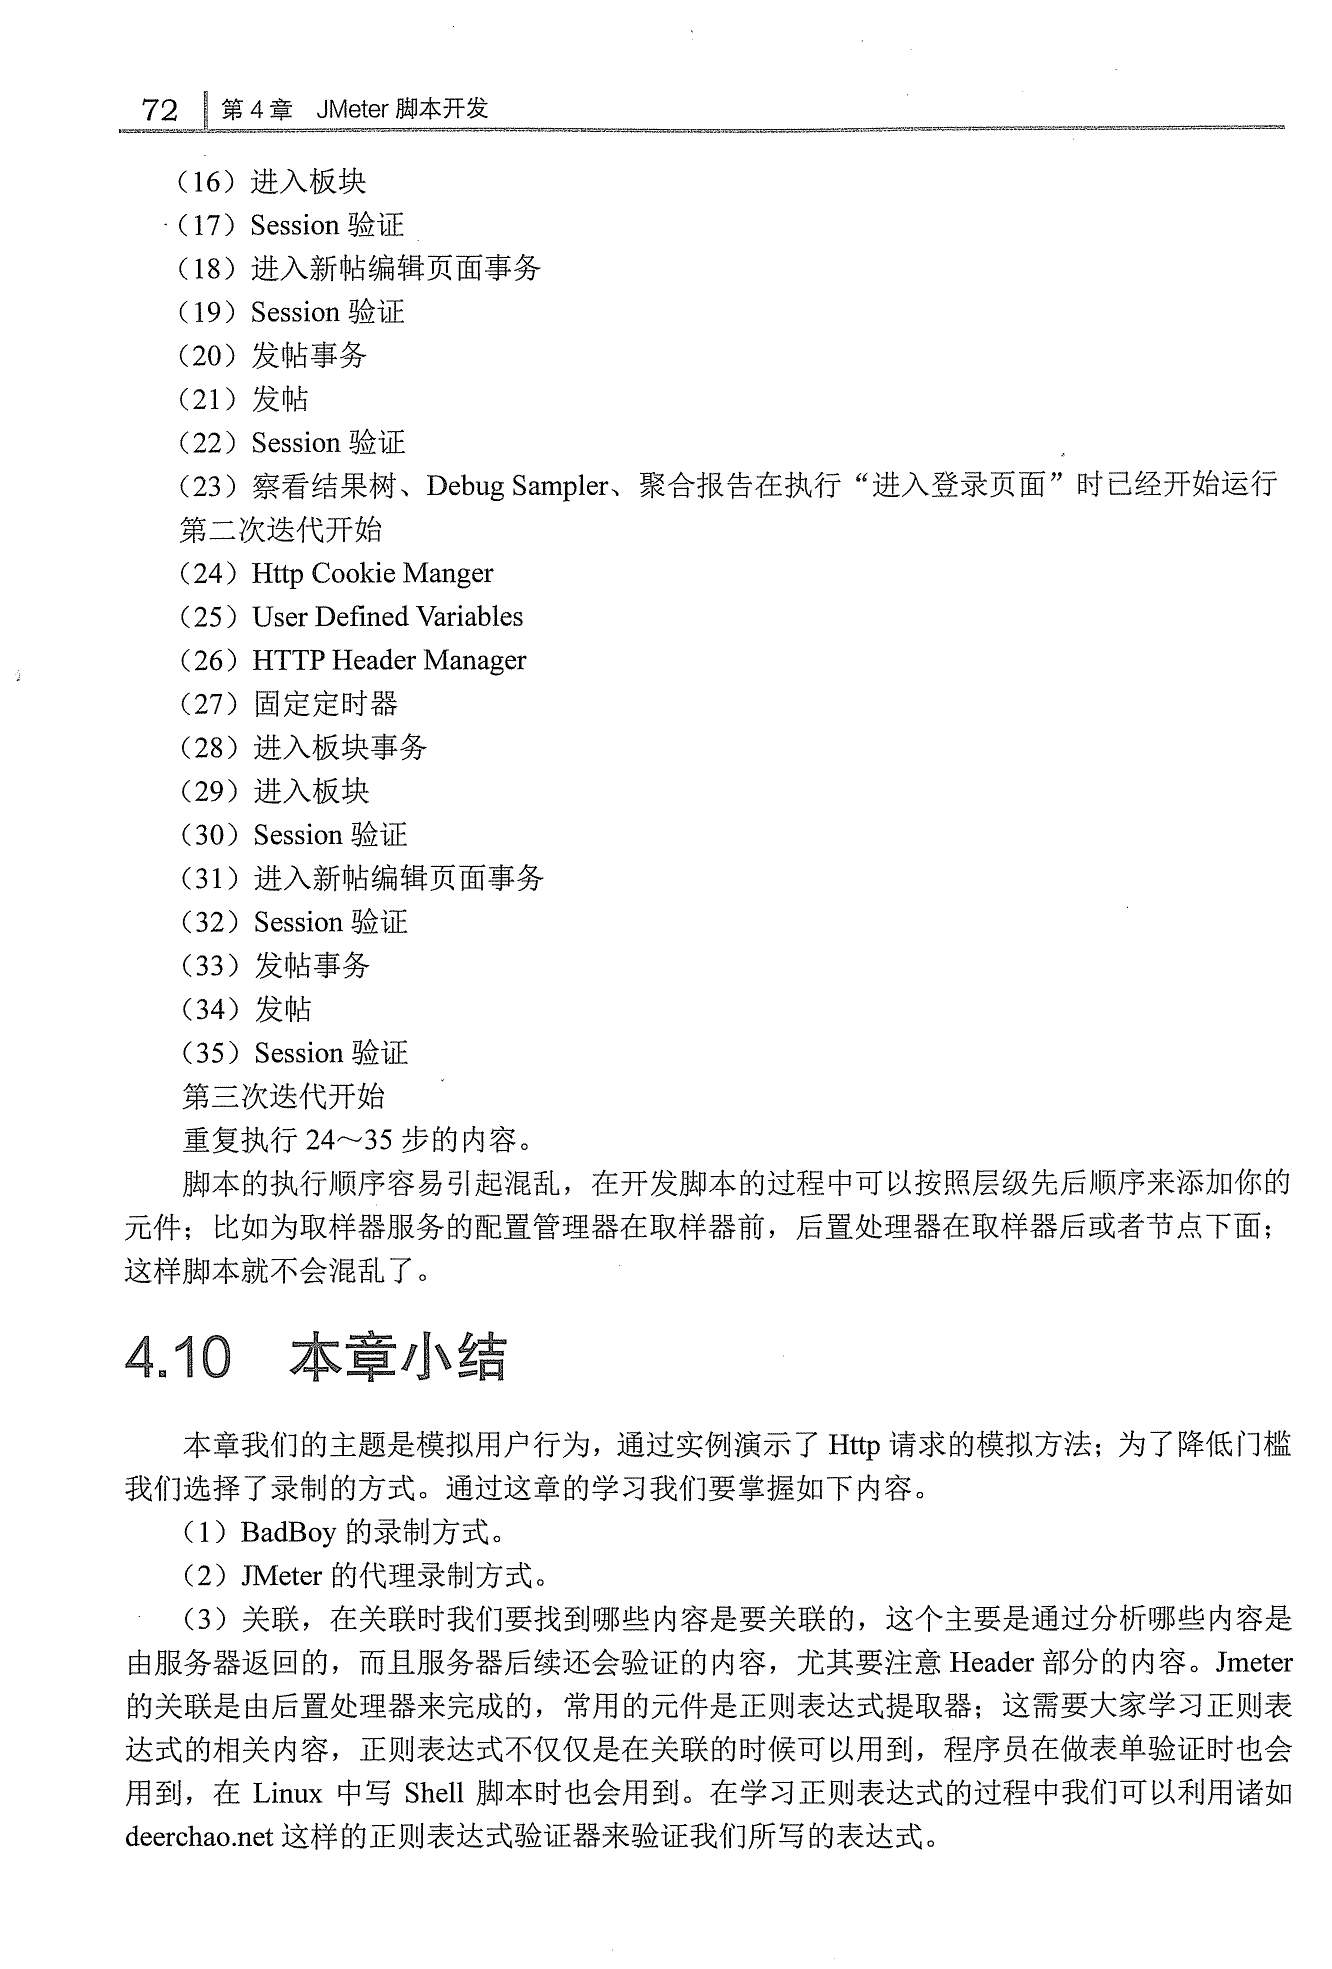 72 第 4 章 JMeter 脚本开发
（16）进入板块
（17）Session 验证
（18）进入新帖编辑页面事务
（19）Session 验证
（20）发帖事务
（21）发帖
（22）Session 验证
（23）察看结果树、Debug Sampler、聚合报告在执行“进入登录页面”时已经开始运行
第二次迭代开始
（24）Http Cookie Manger
（25）User Defined Variables
（26）HTTP Header Manager
（27）固定定时器
（28）进入板块事务
（29）进入板块
（30）Session 验证
（31）进入新帖编辑页面事务
（32）Session 验证
（33）发帖事务
（34）发帖
（35）Session 验证
第三次迭代开始
重复执行 24～35 步的内容。
脚本的执行顺序容易引起混乱，在开发脚本的过程中可以按照层级先后顺序来添加你的
元件；比如为取样器服务的配置管理器在取样器前，后置处理器在取样器后或者节点下面；
这样脚本就不会混乱了。
4.10 本章小结
本章我们的主题是模拟用户行为，通过实例演示了 Http 请求的模拟方法；为了降低门槛
我们选择了录制的方式。通过这章的学习我们要掌握如下内容。
（1）BadBoy 的录制方式。
（2）JMeter 的代理录制方式。
（3）关联，在关联时我们要找到哪些内容是要关联的，这个主要是通过分析哪些内容是
由服务器返回的，而且服务器后续还会验证的内容，尤其要注意 Header 部分的内容。Jmeter
的关联是由后置处理器来完成的，常用的元件是正则表达式提取器；这需要大家学习正则表
达式的相关内容，正则表达式不仅仅是在关联的时候可以用到，程序员在做表单验证时也会
用到，在 Linux 中写 Shell 脚本时也会用到。在学习正则表达式的过程中我们可以利用诸如
deerchao.net 这样的正则表达式验证器来验证我们所写的表达式。